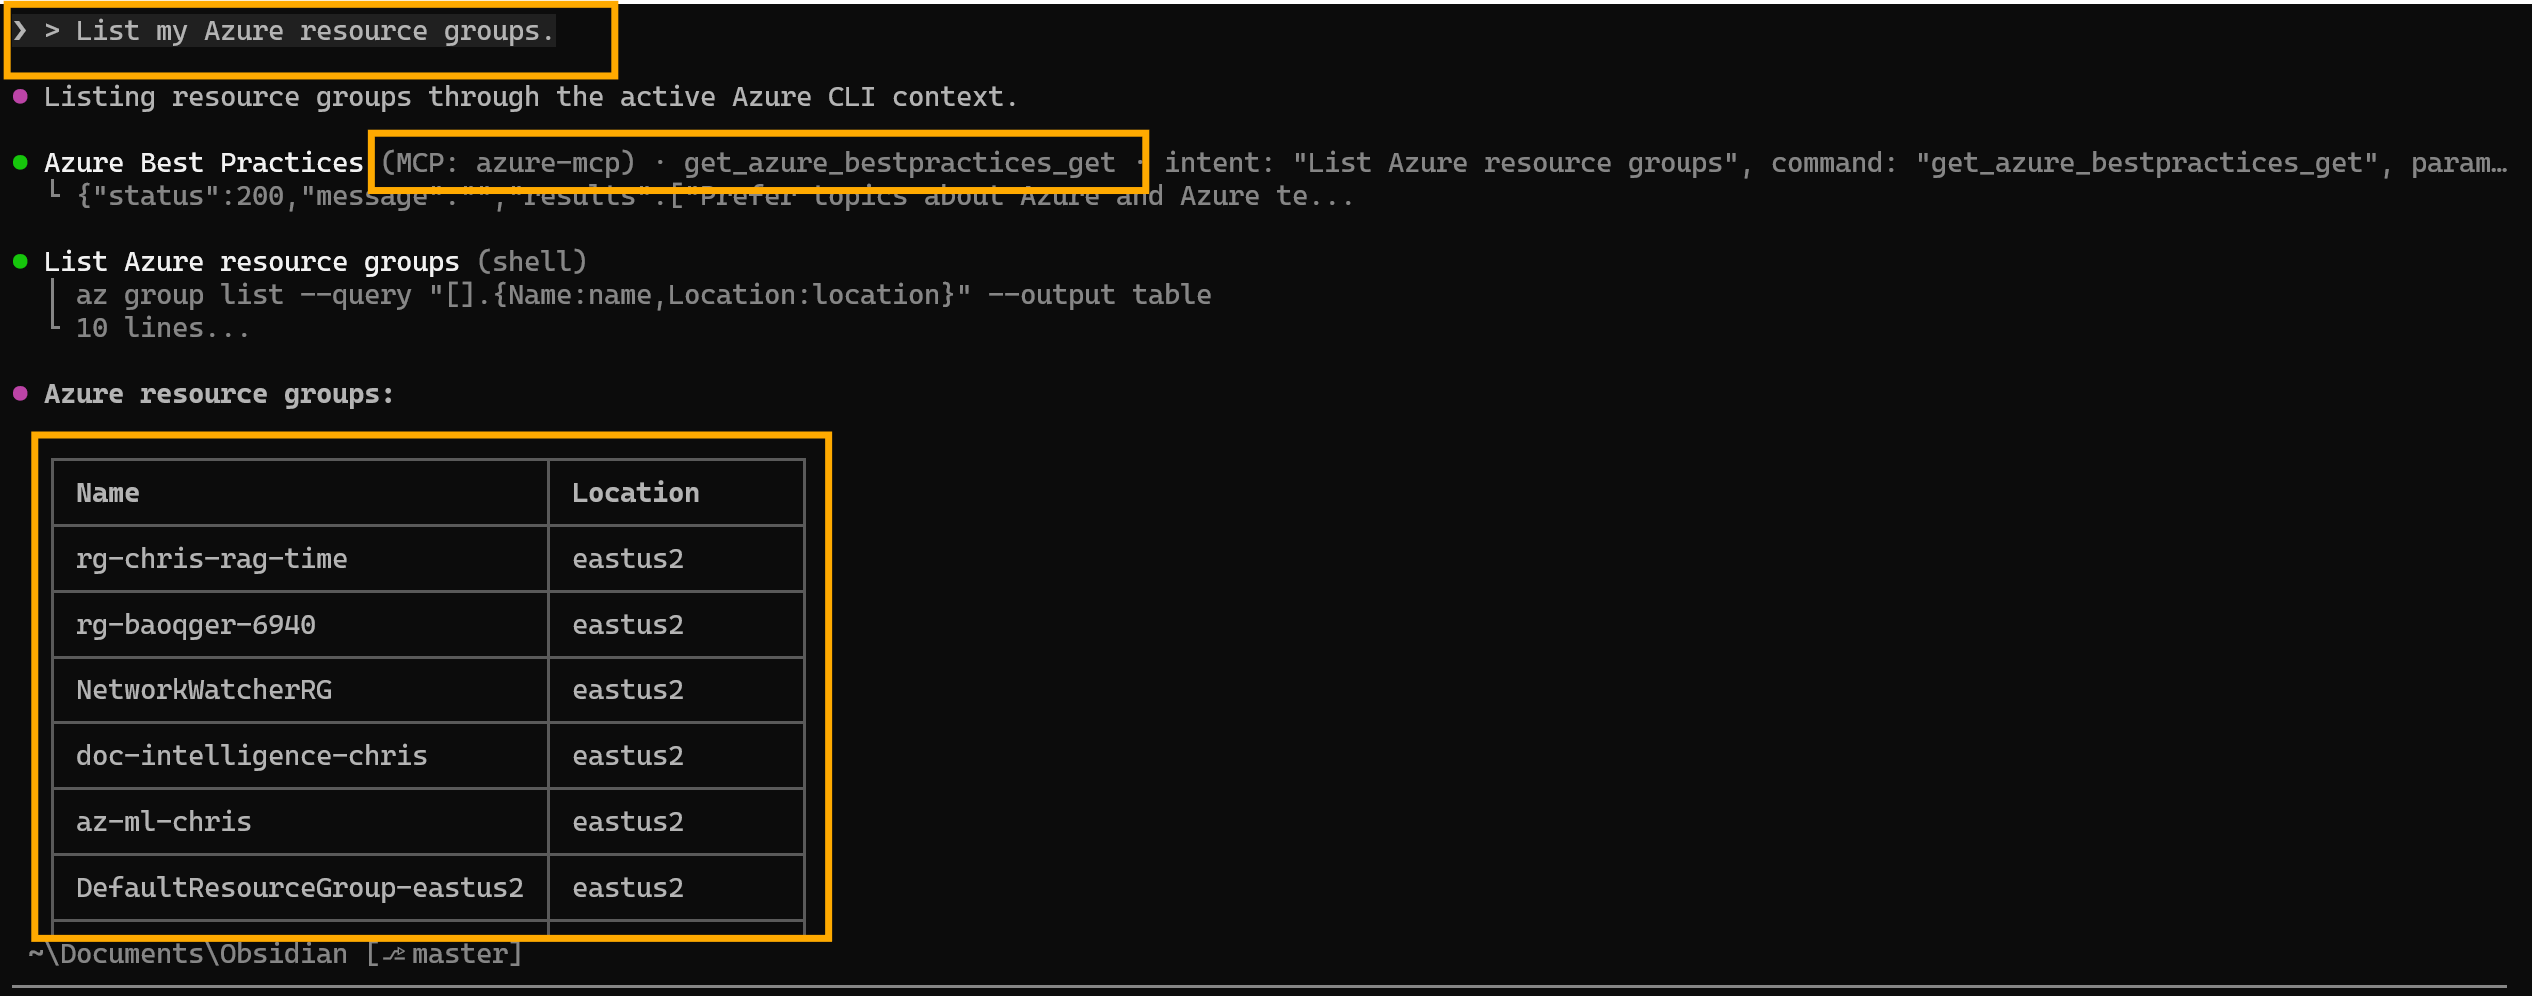 ❯ > List my Azure resource groups.
● Listing resource groups through the active Azure CLI context.
● Azure Best Practices (MCP: azure-mcp) · get_azure_bestpractices_get · intent: "List Azure resource groups", command: "get_azure_bestpractices_get", param…
└ {"status":200,"message":"","results":["Prefer topics about Azure and Azure te...
● List Azure resource groups (shell)
│ az group list --query "[].{Name:name,Location:location}" --output table
└ 10 lines...
● Azure resource groups:
Name Location
rg-chris-rag-time eastus2
rg-baoqger-6940 eastus2
NetworkWatcherRG eastus2
doc-intelligence-chris eastus2
az-ml-chris eastus2
DefaultResourceGroup-eastus2 eastus2
~\Documents\Obsidian [⎇ master]